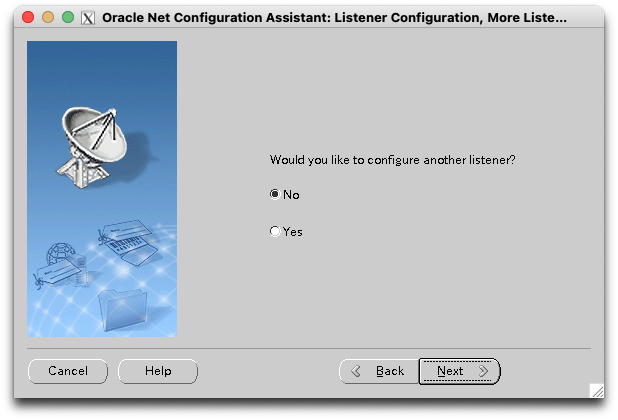 Oracle Net Configuration Assistant: Listener Configuration, More Liste...
Would you like to configure another listener?
No
Yes
Cancel
Help
Back
Next